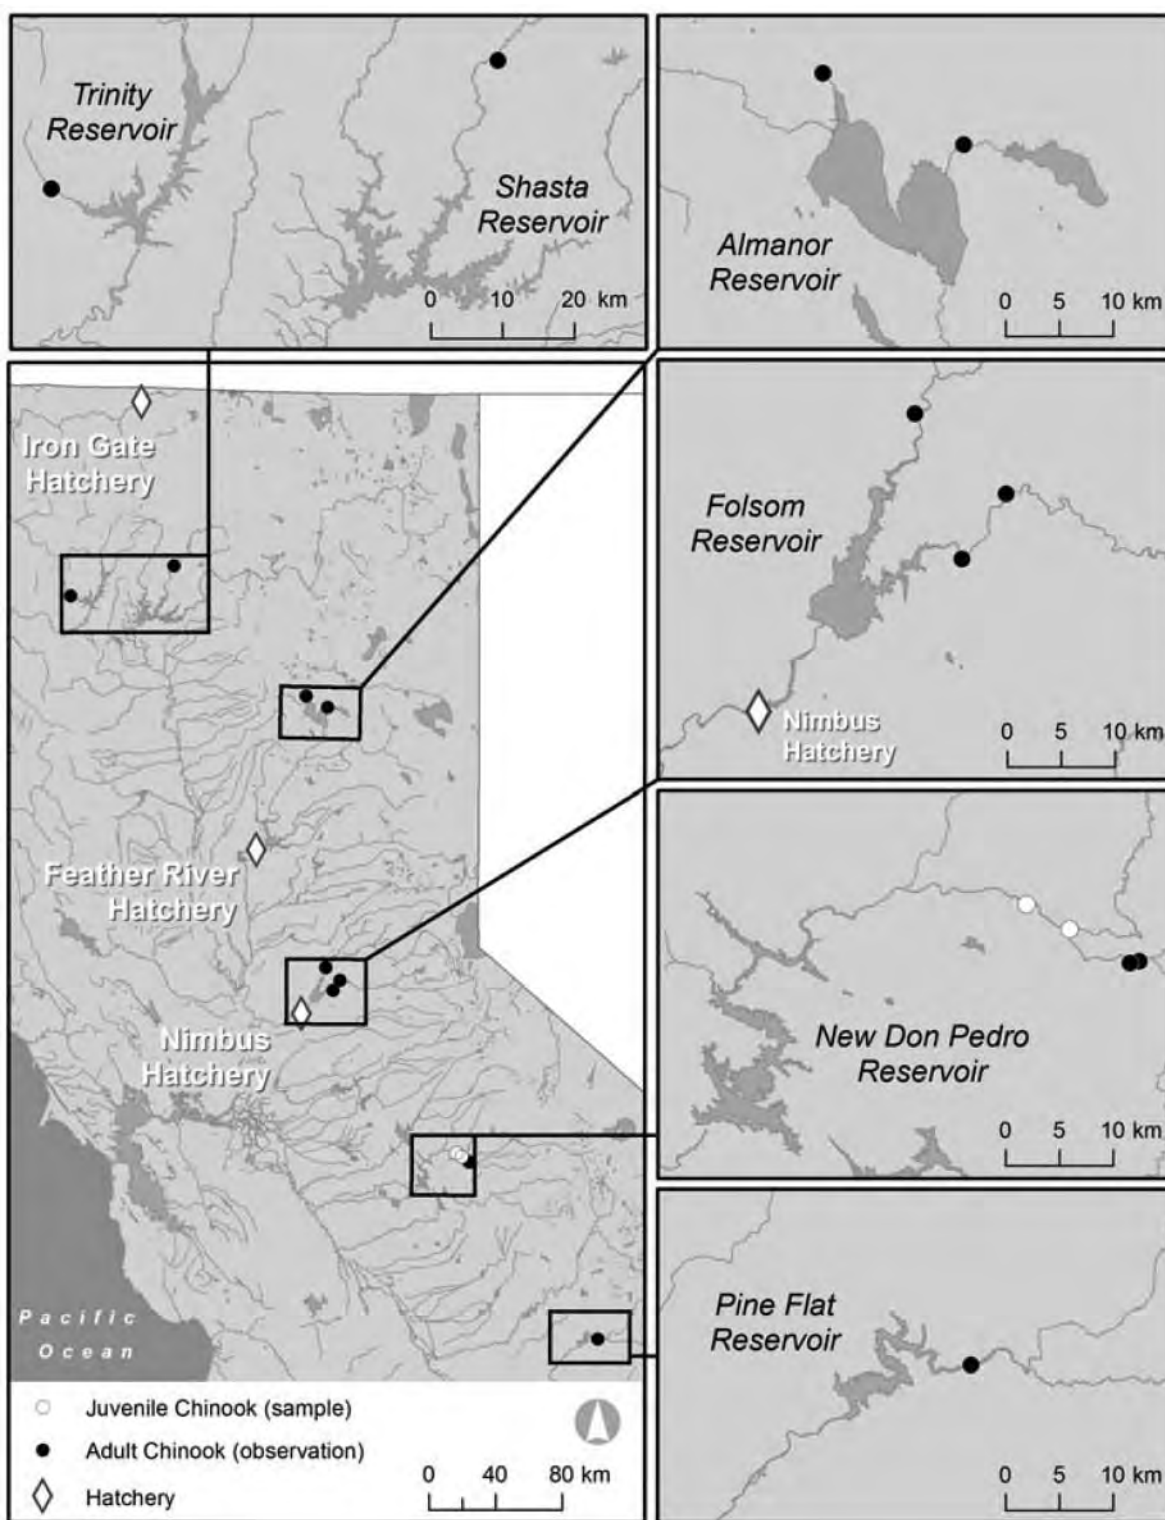 Trinity
Reservoir
Shasta
Reservoir
0 10 20 km
Almanor
Reservoir
0 5 10 km
Iron Gate
Hatchery
Feather River
Hatchery
Nimbus
Hatchery
Pacific
Ocean
Juvenile Chinook (sample)
Adult Chinook (observation)
Hatchery
0 40 80 km
Folsom
Reservoir
Nimbus
Hatchery
0 5 10 km
New Don Pedro
Reservoir
0 5 10 km
Pine Flat
Reservoir
0 5 10 km